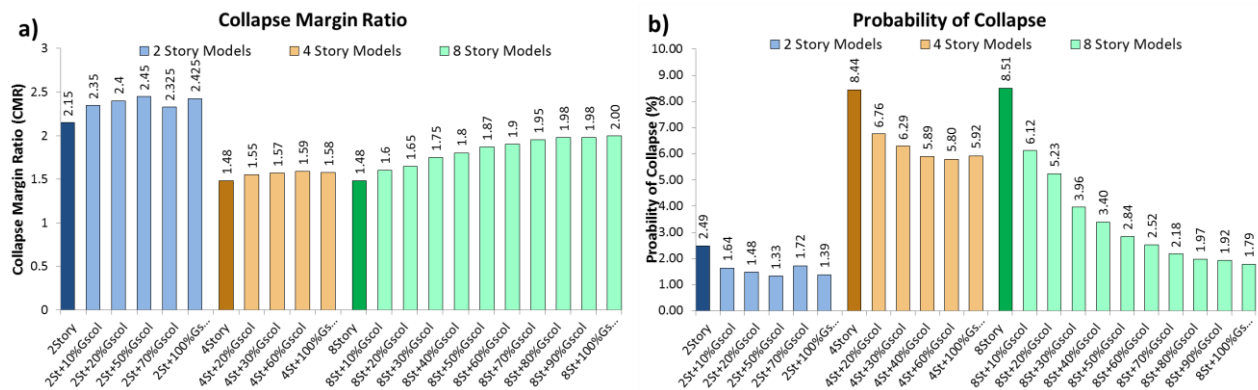 a)
Collapse Margin Ratio
2 Story Models
4 Story Models
8 Story Models
Collapse Margin Ratio (CMR)
3
2.5
2
1.5
1
0.5
0
2.15
2.35
2.4
2.45
2.325
2.425
1.48
1.55
1.57
1.59
1.58
1.48
1.6
1.65
1.75
1.8
1.87
1.9
1.95
1.98
1.98
2.00
2Story
2St+10%Gscol
2St+20%Gscol
2St+50%Gscol
2St+70%Gscol
2St+100%Gs...
4Story
4St+20%Gscol
4St+30%Gscol
4St+60%Gscol
4St+100%Gs...
8Story
8St+10%Gscol
8St+20%Gscol
8St+30%Gscol
8St+40%Gscol
8St+50%Gscol
8St+60%Gscol
8St+70%Gscol
8St+80%Gscol
8St+90%Gscol
8St+100%Gs...
b)
Probability of Collapse
2 Story Models
4 Story Models
8 Story Models
Proability of Collapse (%)
10.00
9.00
8.00
7.00
6.00
5.00
4.00
3.00
2.00
1.00
0.00
2.49
1.64
1.48
1.33
1.72
1.39
8.44
6.76
6.29
5.89
5.80
5.92
8.51
6.12
5.23
3.96
3.40
2.84
2.52
2.18
1.97
1.92
1.79
2Story
2St+10%Gscol
2St+20%Gscol
2St+50%Gscol
2St+70%Gscol
2St+100%Gs...
4Story
4St+20%Gscol
4St+30%Gscol
4St+40%Gscol
4St+60%Gscol
4St+100%Gs...
8Story
8St+10%Gscol
8St+20%Gscol
8St+30%Gscol
8St+40%Gscol
8St+50%Gscol
8St+60%Gscol
8St+70%Gscol
8St+80%Gscol
8St+90%Gscol
8St+100%Gs...